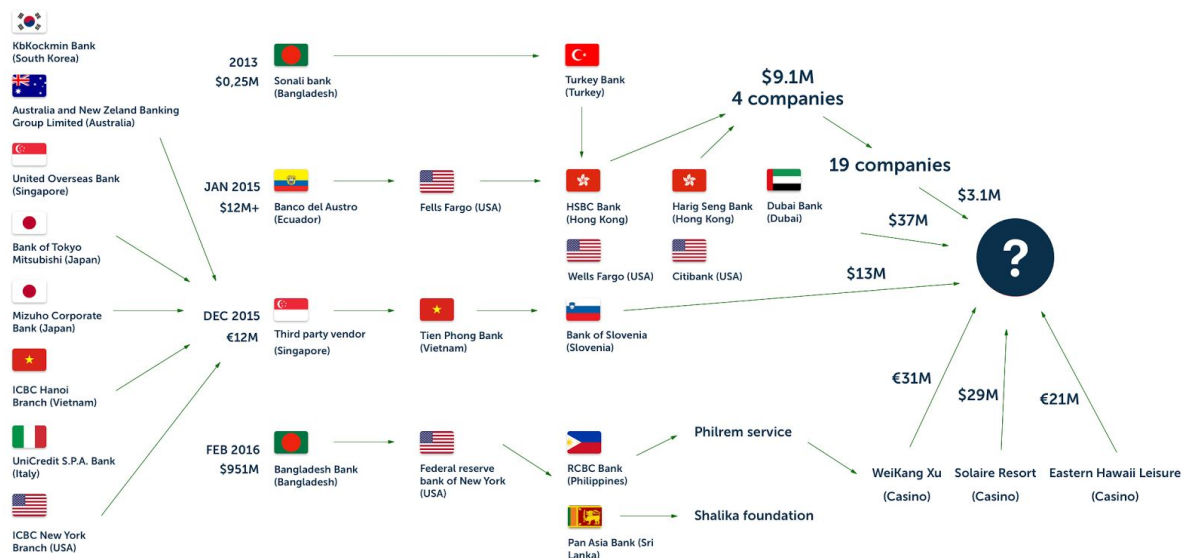 KbKockmin Bank
(South Korea)
Australia and New Zeland Banking
Group Limited (Australia)
United Overseas Bank
(Singapore)
Bank of Tokyo
Mitsubishi (Japan)
Mizuho Corporate
Bank (Japan)
ICBC Hanoi
Branch (Vietnam)
UniCredit S.P.A. Bank
(Italy)
ICBC New York
Branch (USA)
2013
$0,25M
Sonali bank
(Bangladesh)
Turkey Bank
(Turkey)
$9.1M
4 companies
19 companies
$3.1M
JAN 2015
$12M+
Banco del Austro
(Ecuador)
Fells Fargo (USA)
HSBC Bank
(Hong Kong)
Harig Seng Bank
(Hong Kong)
Dubai Bank
(Dubai)
$37M
Wells Fargo (USA)
Citibank (USA)
?
$13M
DEC 2015
€12M
Third party vendor
(Singapore)
Tien Phong Bank
(Vietnam)
Bank of Slovenia
(Slovenia)
€31M
$29M
€21M
FEB 2016
$951M
Bangladesh Bank
(Bangladesh)
Federal reserve
bank of New York
(USA)
RCBC Bank
(Philippines)
Philrem service
WeiKang Xu
(Casino)
Solaire Resort
(Casino)
Eastern Hawaii Leisure
(Casino)
Pan Asia Bank (Sri
Lanka)
Shalika foundation